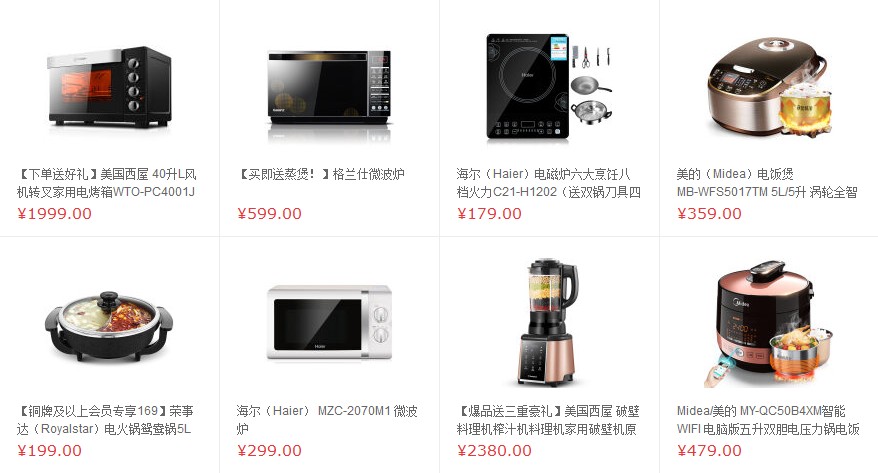 Haier
Midea
【下单送好礼】美国西屋 40升L风
机转叉家用电烤箱WTO-PC4001J
¥1999.00
【买即送蒸煲！】格兰仕微波炉
¥599.00
海尔（Haier）电磁炉六大烹饪八
档火力C21-H1202（送双锅刀具四
¥179.00
美的（Midea）电饭煲
MB-WFS5017TM 5L/5升 涡轮全智
¥359.00
Haier
【铜牌及以上会员专享169】荣事
达（Royalstar）电火锅鸳鸯锅5L
¥199.00
海尔（Haier） MZC-2070M1 微波
炉
¥299.00
【爆品送三重豪礼】美国西屋 破壁
料理机榨汁机料理机家用破壁机原
¥2380.00
Midea/美的 MY-QC50B4XM智能
WIFI 电脑版五升双胆电压力锅电饭
¥479.00